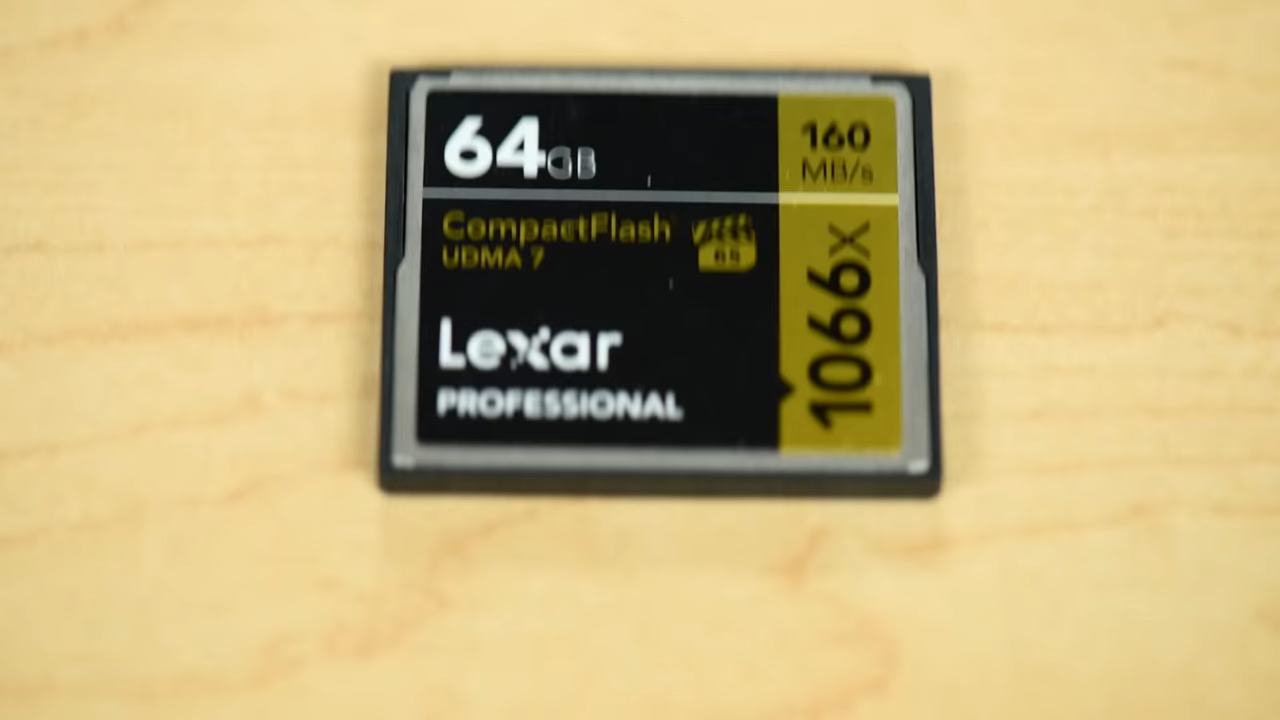 64GB
160
MB/s
CompactFlash
UDMA 7
1066x
Lexar
PROFESSIONAL